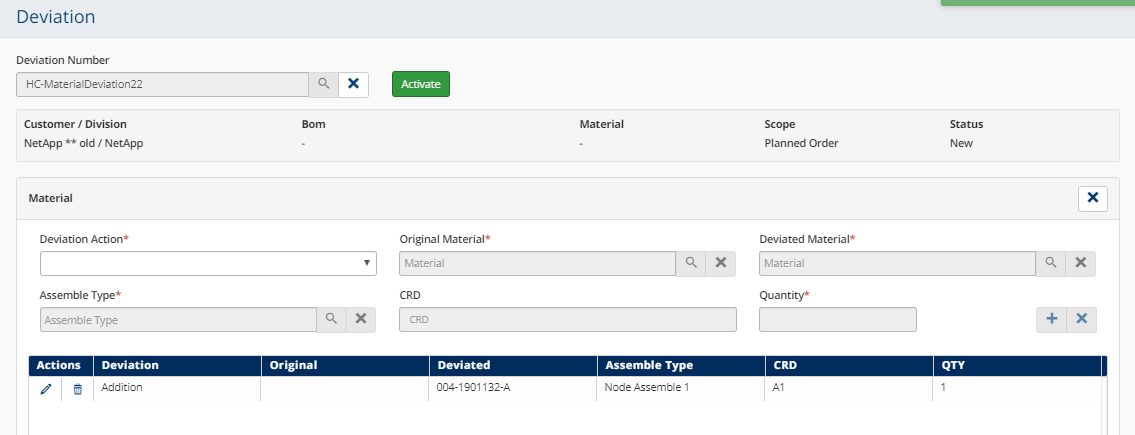 Deviation
Deviation Number
HC-MaterialDeviation22
Activate
Customer / Division Bom Material Scope Status
NetApp ** old / NetApp - - Planned Order New
Material
Deviation Action* Original Material* Deviated Material*
Material Material
Assemble Type* CRD Quantity*
Assemble Type CRD
Actions Deviation Original Deviated Assemble Type CRD QTY
Addition 004-1901132-A Node Assemble 1 A1 1